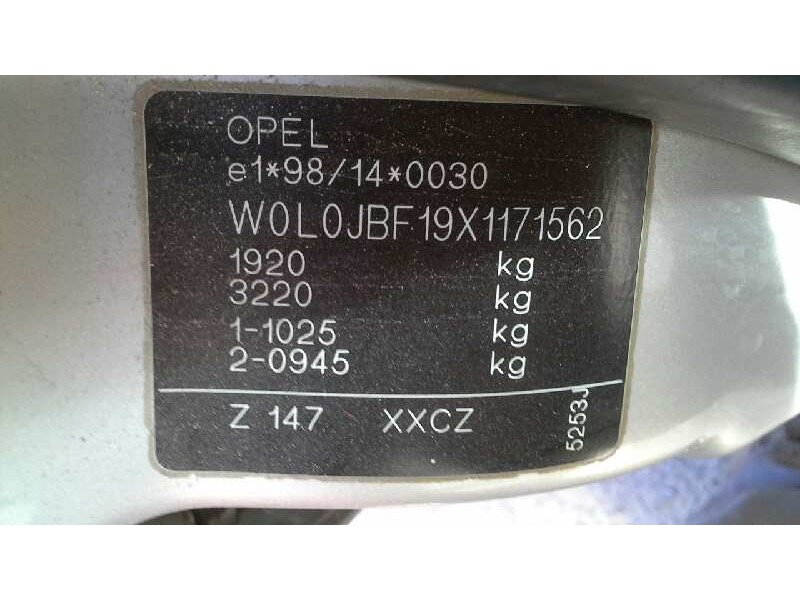 OPEL
e1*98/14*0030
W0L0JBF19X1171562
1920 kg
3220 kg
1-1025 kg
2-0945 kg
Z 147 XXCZ
5253J